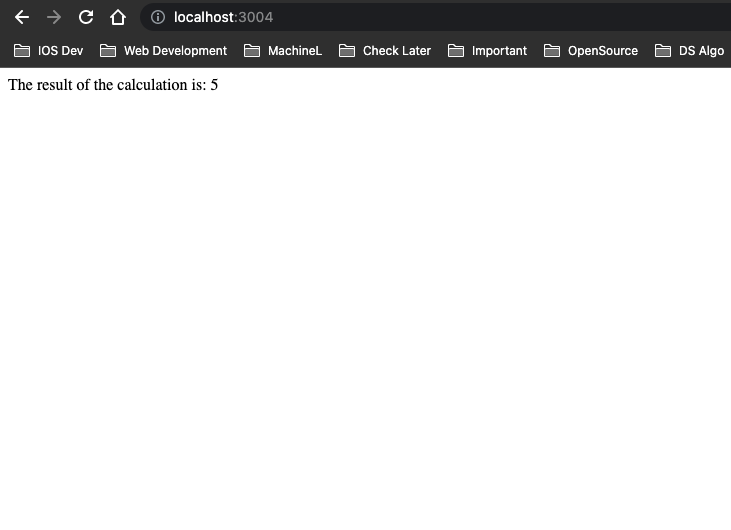 localhost:3004
IOS Dev Web Development MachineL Check Later Important OpenSource DS Algo
The result of the calculation is: 5